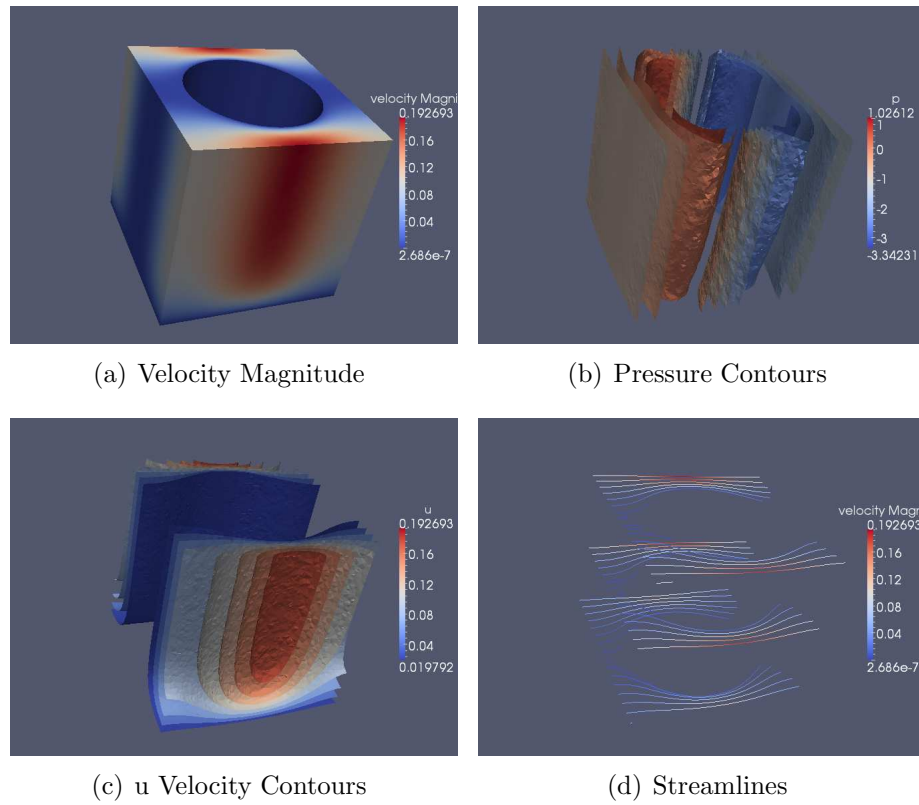 velocity Magni
0.192693
0.16
0.12
0.08
0.04
2.686e-7
(a) Velocity Magnitude
p
1.02612
1
0
-1
-2
-3
-3.34231
(b) Pressure Contours
u
0.192693
0.16
0.12
0.08
0.04
0.019792
(c) u Velocity Contours
velocity Magn
0.192693
0.16
0.12
0.08
0.04
2.686e-7
(d) Streamlines